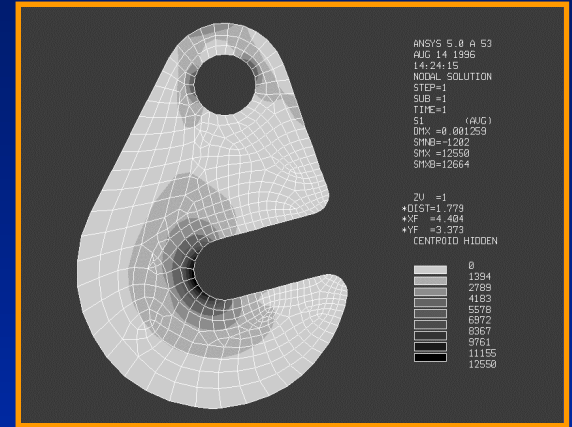 ANSYS 5.0 A 53
AUG 14 1996
14:24:15
NODAL SOLUTION
STEP=1
SUB =1
TIME=1
S1 (AVG)
DMX =0.001259
SMNB=-1202
SMX =12550
SMXB=12664
ZV =1
*DIST=1.779
*XF =4.404
*YF =3.373
CENTROID HIDDEN
0
1394
2789
4183
5578
6972
8367
9761
11155
12550